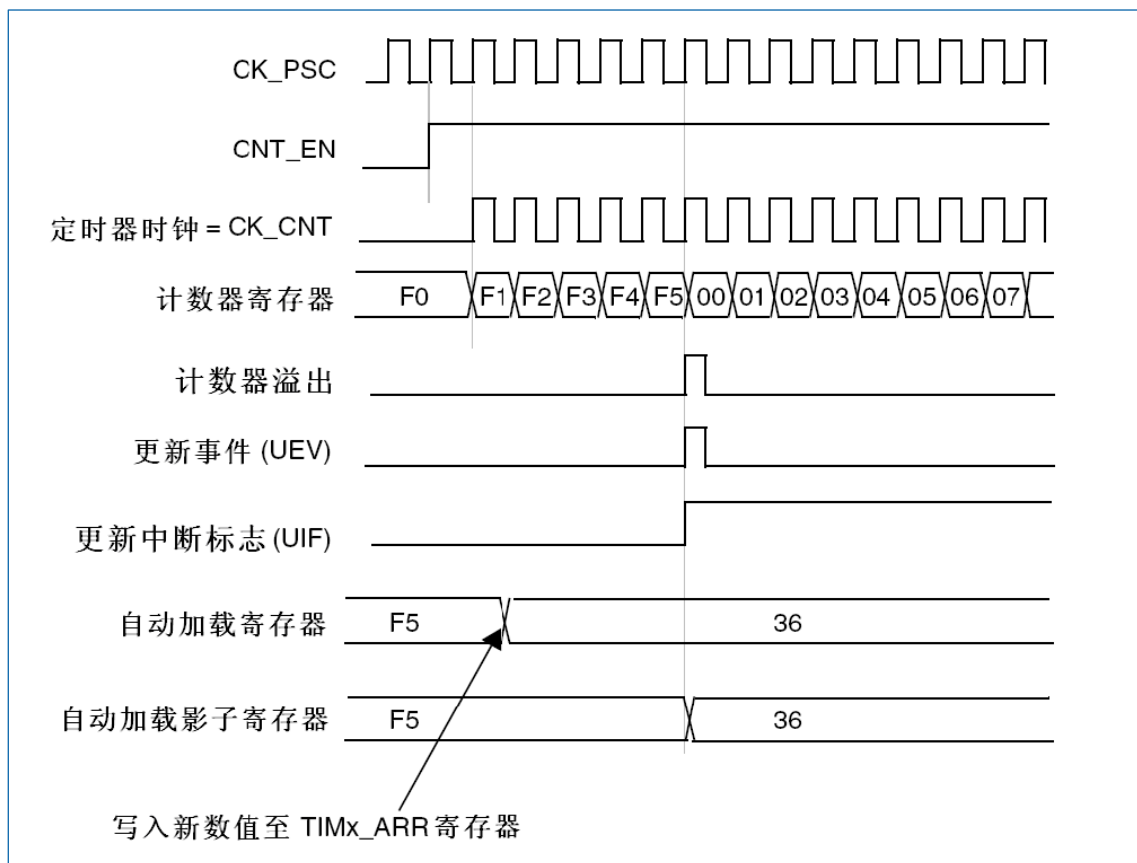 CK_PSC
CNT_EN
定时器时钟 = CK_CNT
计数器寄存器 F0 F1 F2 F3 F4 F5 00 01 02 03 04 05 06 07
计数器溢出
更新事件 (UEV)
更新中断标志 (UIF)
自动加载寄存器 F5 36
自动加载影子寄存器 F5 36
写入新数值至 TIMx_ARR 寄存器